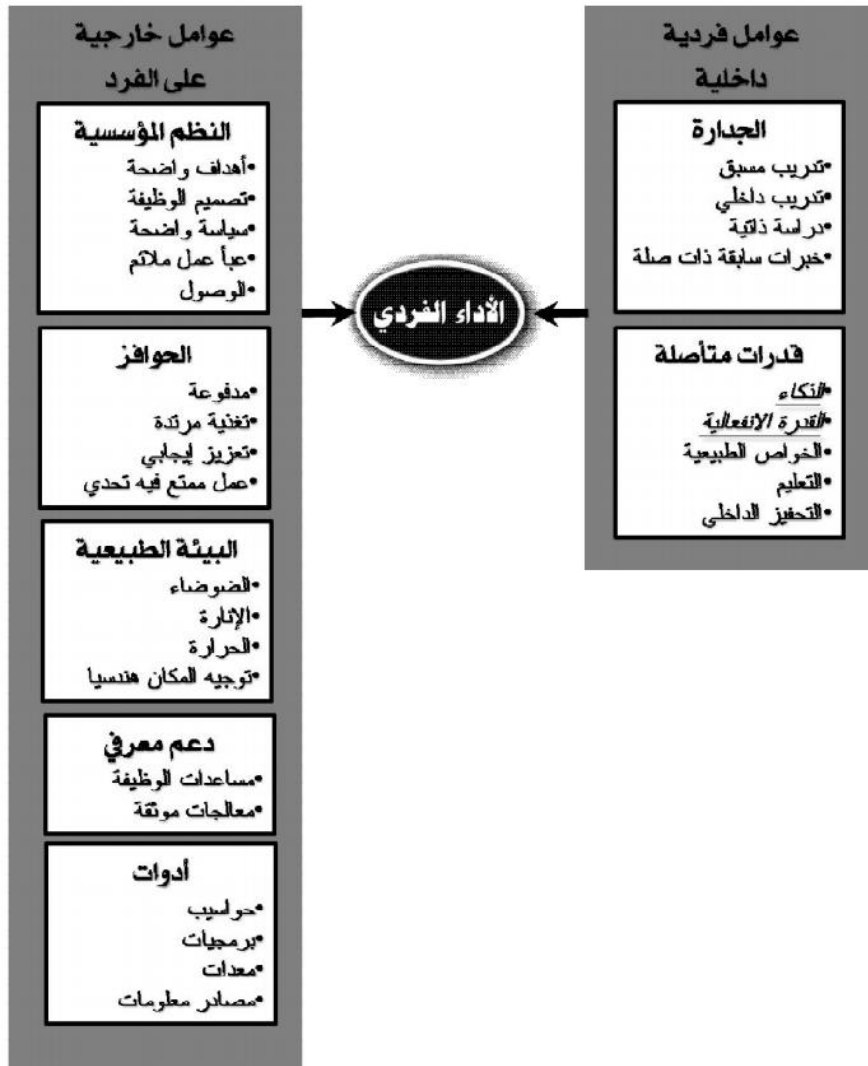 عوامل فردية
داخلية
الجدارة
•تدريب مسبق
•تدريب داخلي
•دراسة ذاتية
•خبرات سابقة ذات صلة
قدرات متأصلة
•الذكاء
•القدرة الانفعالية
•الخواص الطبيعية
•التعليم
•التحفيز الداخلي
الأداء الفردي
عوامل خارجية
على الفرد
النظم المؤسسية
•أهداف واضحة
•تصميم الوظيفة
•سياسة واضحة
•عبأ عمل ملائم
•الوصول
الحوافز
•مدفوعة
•تغذية مرتدة
•تعزيز إيجابي
•عمل ممتع فيه تحدي
البيئة الطبيعية
•الضوضاء
•الإنارة
•الحرارة
•توجيه المكان هندسيا
دعم معرفي
•مساعدات الوظيفة
•معالجات موثقة
أدوات
•حواسيب
•برمجيات
•معدات
•مصادر معلومات